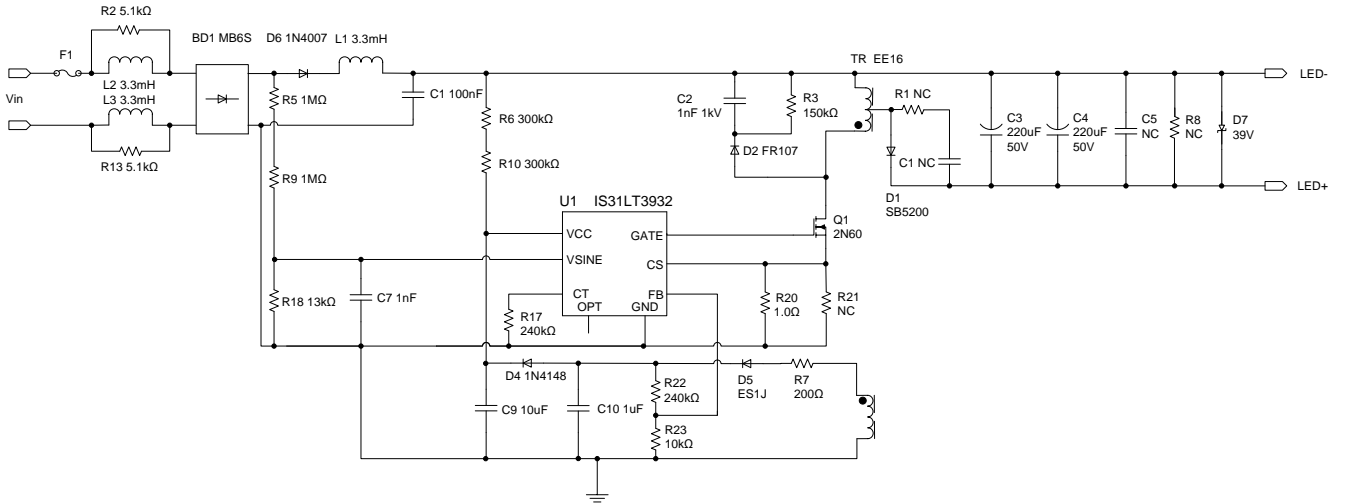 R2 5.1kΩ
F1
L2 3.3mH
L3 3.3mH
Vin
R13 5.1kΩ
BD1 MB6S
D6 1N4007
L1 3.3mH
R5 1MΩ
C1 100nF
R9 1MΩ
R6 300kΩ
R10 300kΩ
C2
1nF 1kV
R3
150kΩ
D2 FR107
TR EE16
R1 NC
C1 NC
D1
SB5200
C3
220uF
50V
C4
220uF
50V
C5
NC
R8
NC
D7
39V
LED-
LED+
U1 IS31LT3932
VCC
GATE
VSINE
CS
CT
FB
OPT
GND
Q1
2N60
R18 13kΩ
C7 1nF
R17
240kΩ
R20
1.0Ω
R21
NC
D4 1N4148
R22
240kΩ
D5
ES1J
R7
200Ω
C9 10uF
C10 1uF
R23
10kΩ